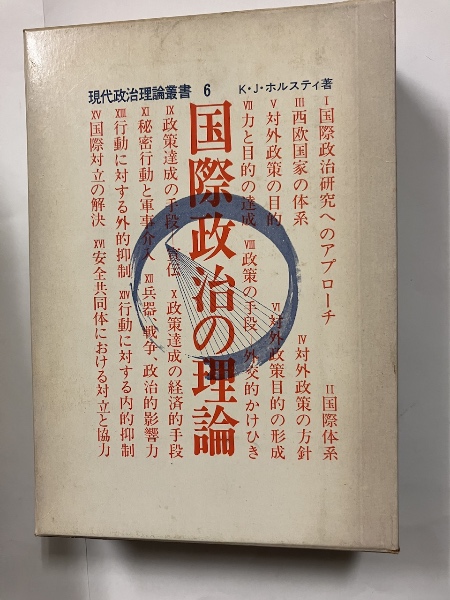 現代政治理論叢書 6
K・J・ホルスティ著
国際政治の理論
I 国際政治研究へのアプローチ II 国際体系
III 西欧国家の体系 IV 対外政策の方針
V 対外政策の目的 VI 対外政策目的の形成
VII 力と目的の達成 VIII 政策の手段 外交的かけひき
IX 政策達成の手段 宣伝 X 政策達成の経済的手段
XI 秘密行動と軍事介入 XII 兵器、戦争、政治的影響力
XIII 行動に対する外的抑制 XIV 行動に対する内的抑制
XV 国際対立の解決 XVI 安全共同体における対立と協力